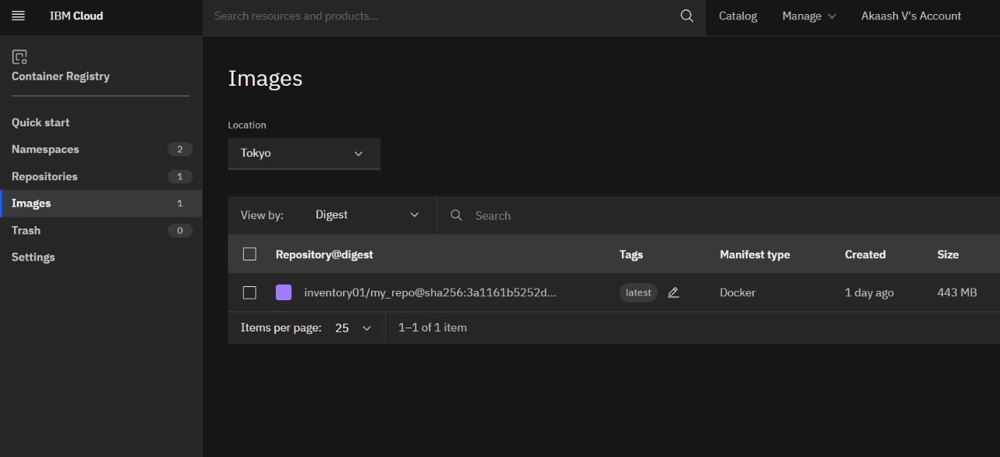 IBM Cloud
Search resources and products...
Catalog
Manage
Akaash V's Account
Container Registry
Quick start
Namespaces 2
Repositories 1
Images 1
Trash 0
Settings
Images
Location
Tokyo
View by: Digest Search
Repository@digest Tags Manifest type Created Size
inventory01/my_repo@sha256:3a1161b5252d... latest Docker 1 day ago 443 MB
Items per page: 25 1–1 of 1 item